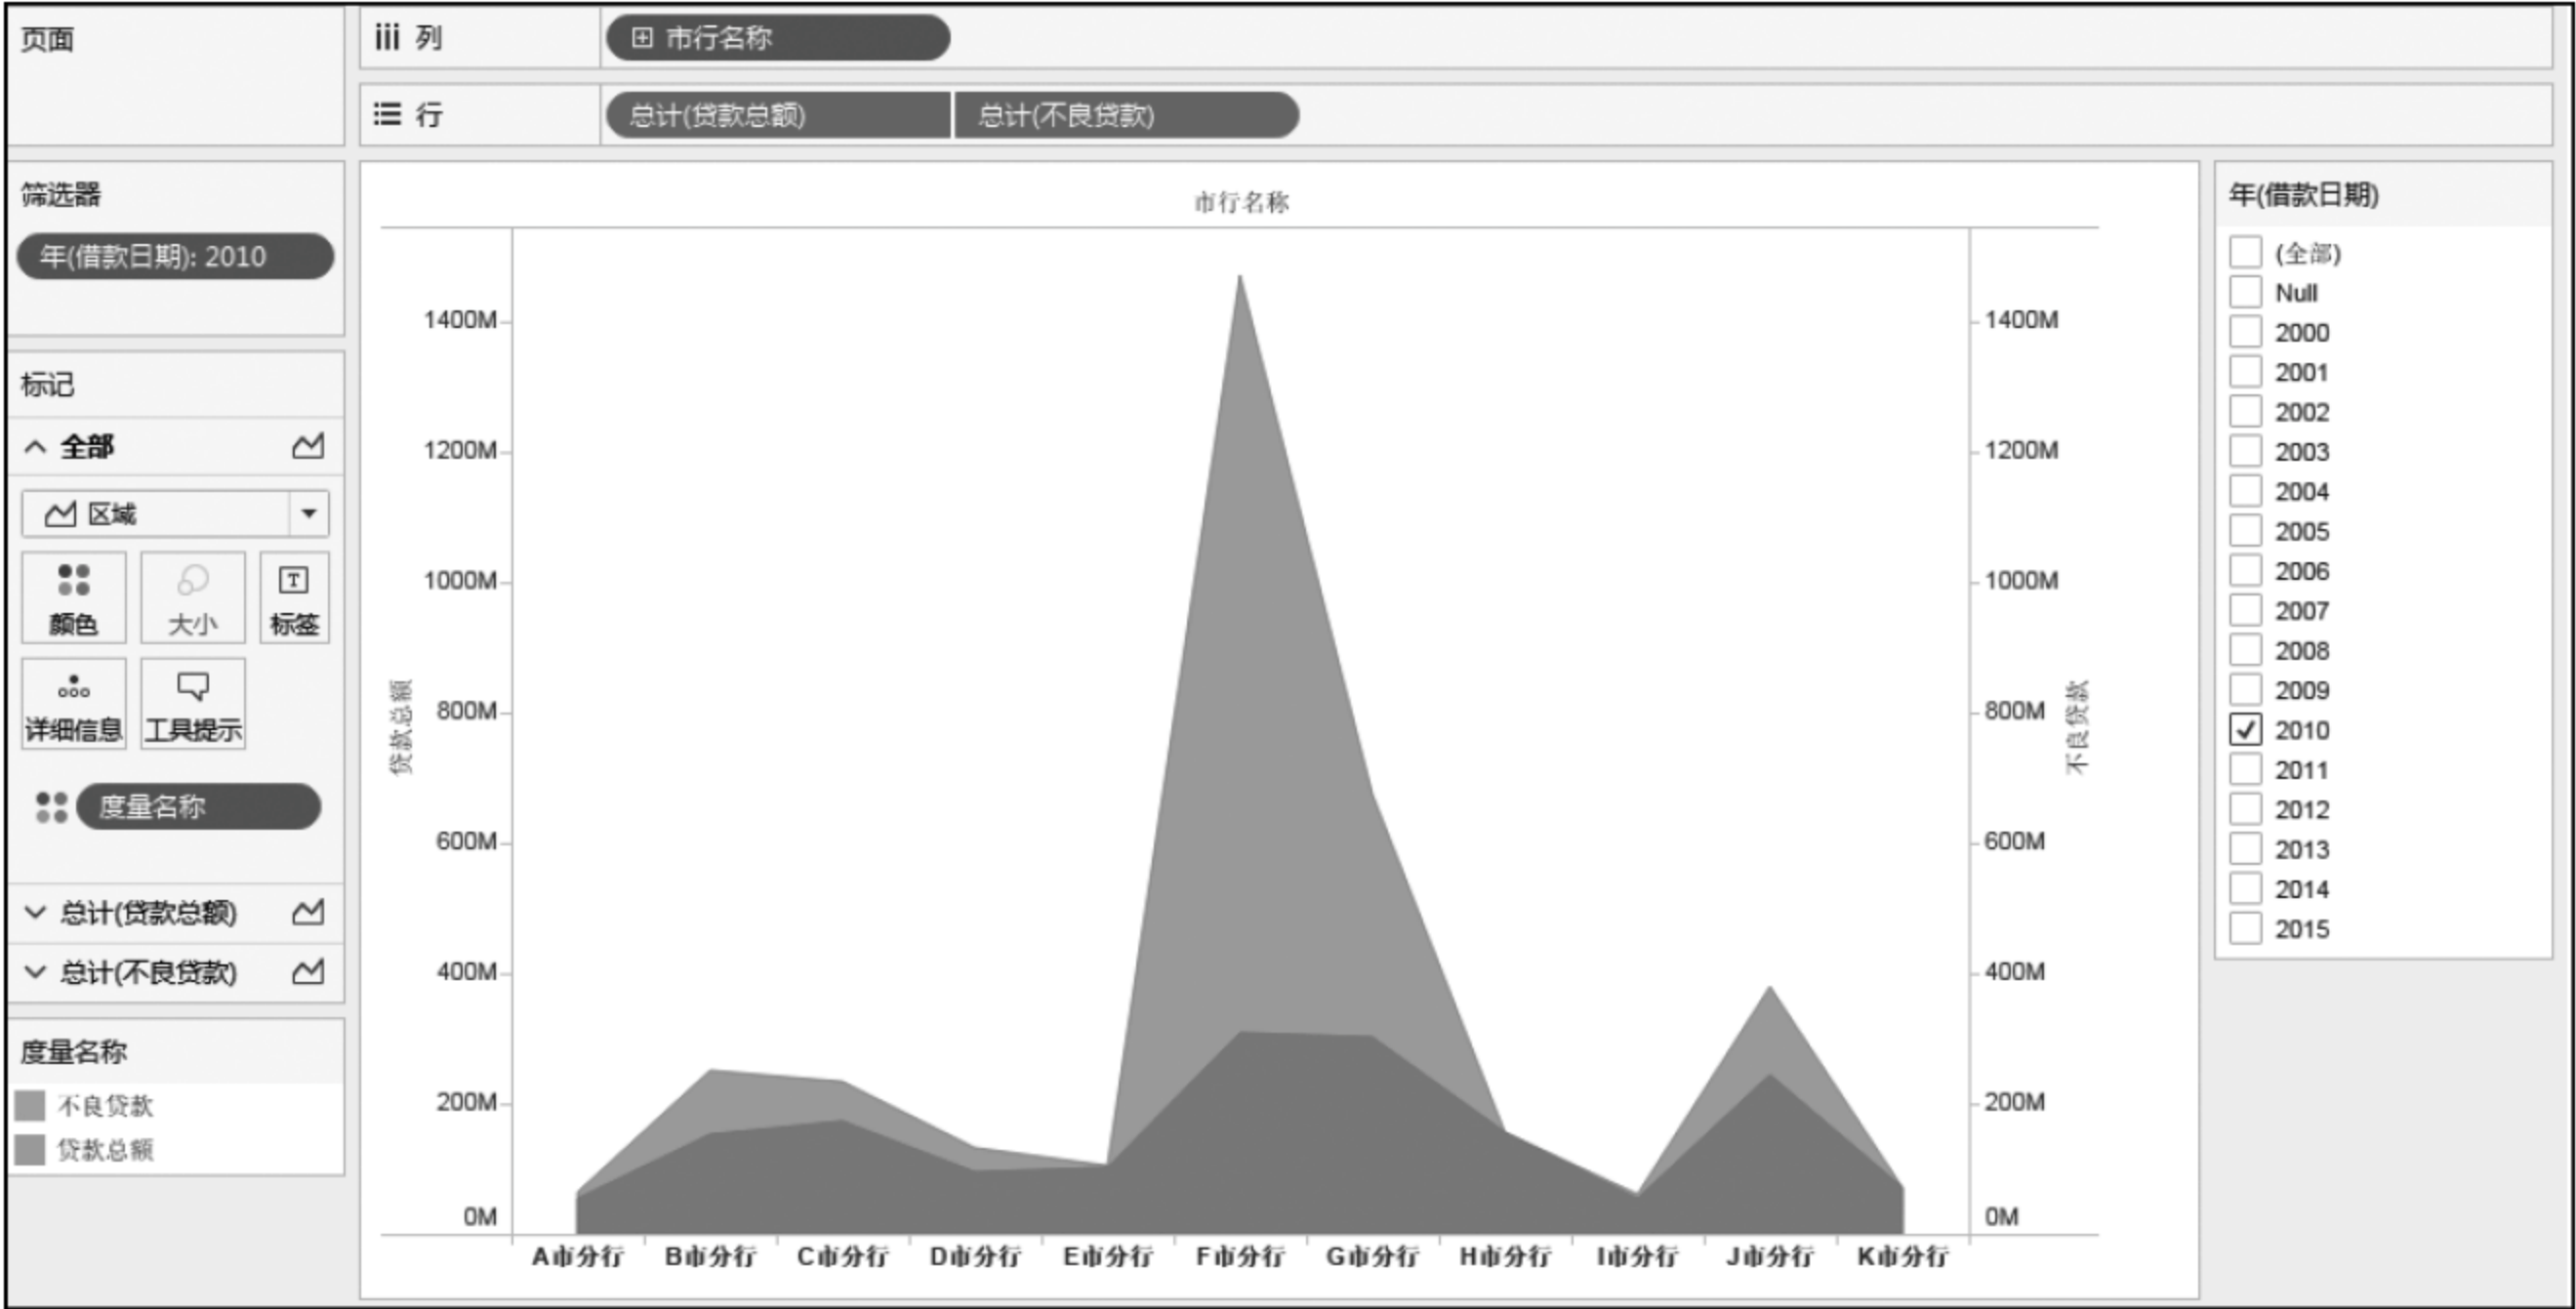 页面
iii 列
市行名称
行
总计(贷款总额)
总计(不良贷款)
筛选器
年(借款日期): 2010
标记
全部
区域
颜色
大小
标签
详细信息
工具提示
度量名称
总计(贷款总额)
总计(不良贷款)
度量名称
不良贷款
贷款总额
市行名称
贷款总额
1400M
1200M
1000M
800M
600M
400M
200M
0M
A市分行
B市分行
C市分行
D市分行
E市分行
F市分行
G市分行
H市分行
I市分行
J市分行
K市分行
1400M
1200M
1000M
800M
600M
400M
200M
0M
不良贷款
年(借款日期)
(全部)
Null
2000
2001
2002
2003
2004
2005
2006
2007
2008
2009
2010
2011
2012
2013
2014
2015